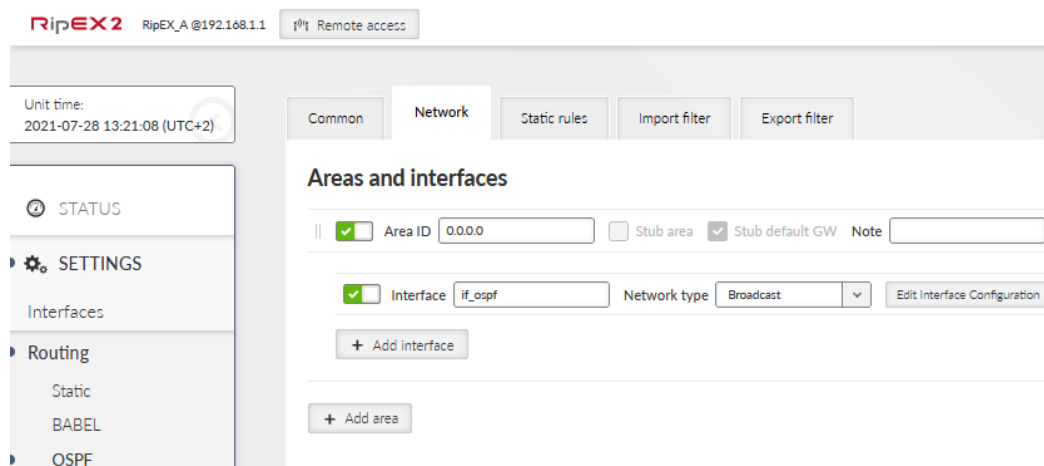 RipEX2 RipEX_A @192.168.1.1 Remote access
Unit time:
2021-07-28 13:21:08 (UTC+2)
STATUS
SETTINGS
Interfaces
Routing
Static
BABEL
OSPF
Common Network Static rules Import filter Export filter
Areas and interfaces
Area ID 0.0.0.0 Stub area Stub default GW Note
Interface if_ospf Network type Broadcast Edit Interface Configuration
+ Add interface
+ Add area